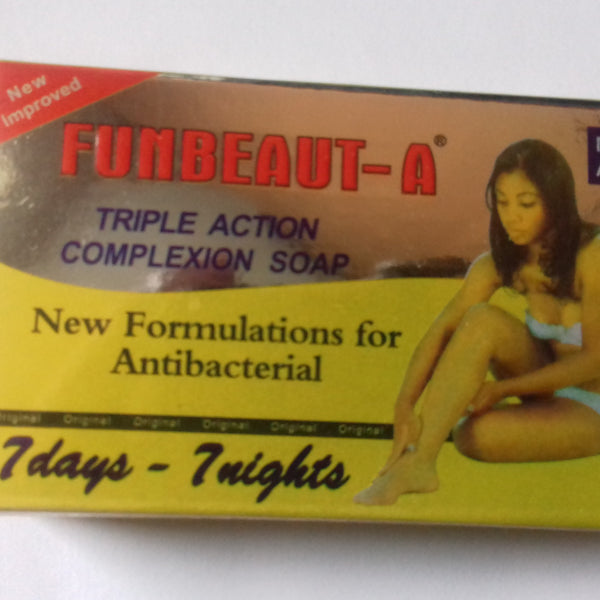 New
Improved
FUNBEAUT-A®
TRIPLE ACTION
COMPLEXION SOAP
New Formulations for
Antibacterial
Original Original Original Original Original Original
7days - 7nights